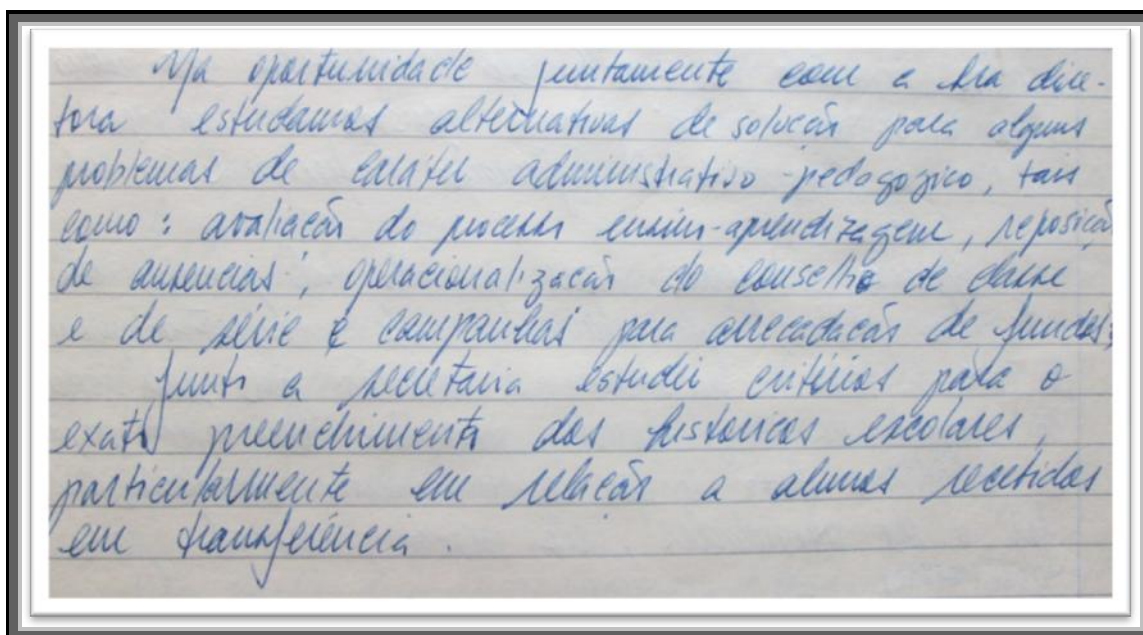 Na oportunidade juntamente com a Sra dire-
tora estudamos alternativas de solução para alguns
problemas de caráter administrativo-pedagógico, tais
como: avaliação do processo ensino-aprendizagem, reposição
de ausencias; operacionalização do conselho de classe
e de série e campanhas para arrecadação de fundos;
Junto a secretaria estudei critérios para o
exato preenchimento dos históricos escolares,
particularmente em relação a alunos recebidos
em transferência.